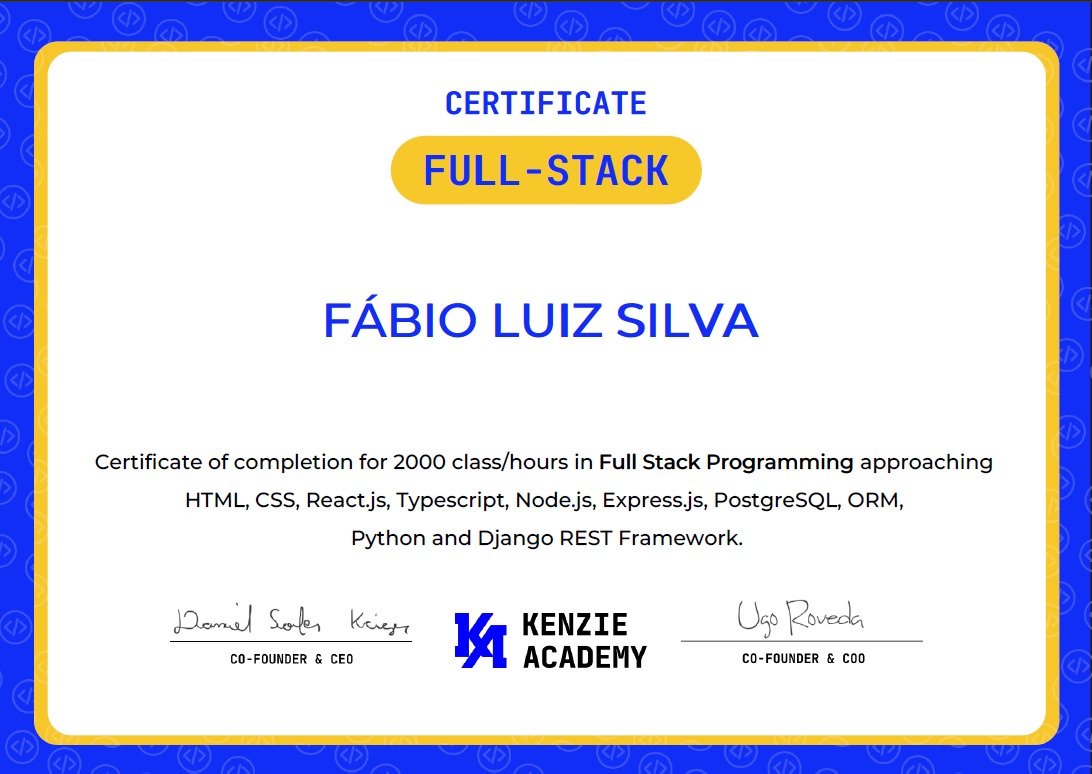 CERTIFICATE
FULL-STACK
FÁBIO LUIZ SILVA
Certificate of completion for 2000 class/hours in Full Stack Programming approaching
HTML, CSS, React.js, Typescript, Node.js, Express.js, PostgreSQL, ORM,
Python and Django REST Framework.
Daniel Krieger
CO-FOUNDER & CEO
KA KENZIE
ACADEMY
Ugo Roveda
CO-FOUNDER & COO